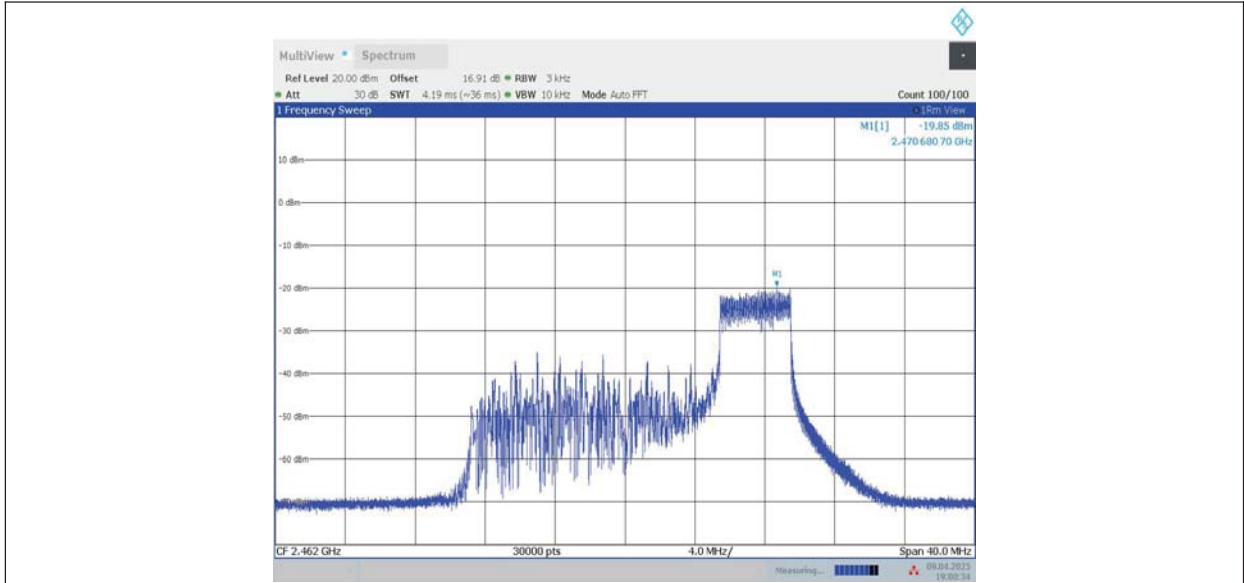 MultiView Spectrum
Ref Level 20.00 dBm Offset 16.91 dB RBW 3 kHz
Att 30 dB SWT 4.19 ms (~36 ms) VBW 10 kHz Mode Auto FFT Count 100/100
1 Frequency Sweep 1Rm View
M1[1] -19.85 dBm
2.470 680 70 GHz
10 dBm
0 dBm
-10 dBm
M1
-20 dBm
-30 dBm
-40 dBm
-50 dBm
-60 dBm
CF 2.462 GHz 30000 pts 4.0 MHz/ Span 40.0 MHz
Measuring... 09.04.2025
19:00:34